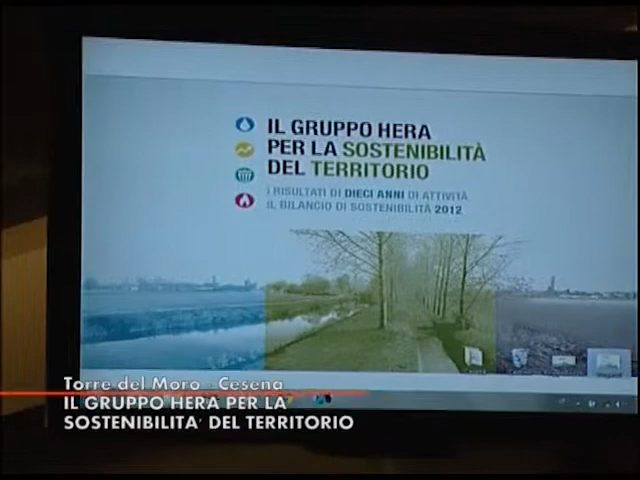 IL GRUPPO HERA
PER LA SOSTENIBILITÀ
DEL TERRITORIO
I RISULTATI DI DIECI ANNI DI ATTIVITÀ
IL BILANCIO DI SOSTENIBILITÀ 2012
Torre del Moro - Cesena
IL GRUPPO HERA PER LA
SOSTENIBILITA' DEL TERRITORIO